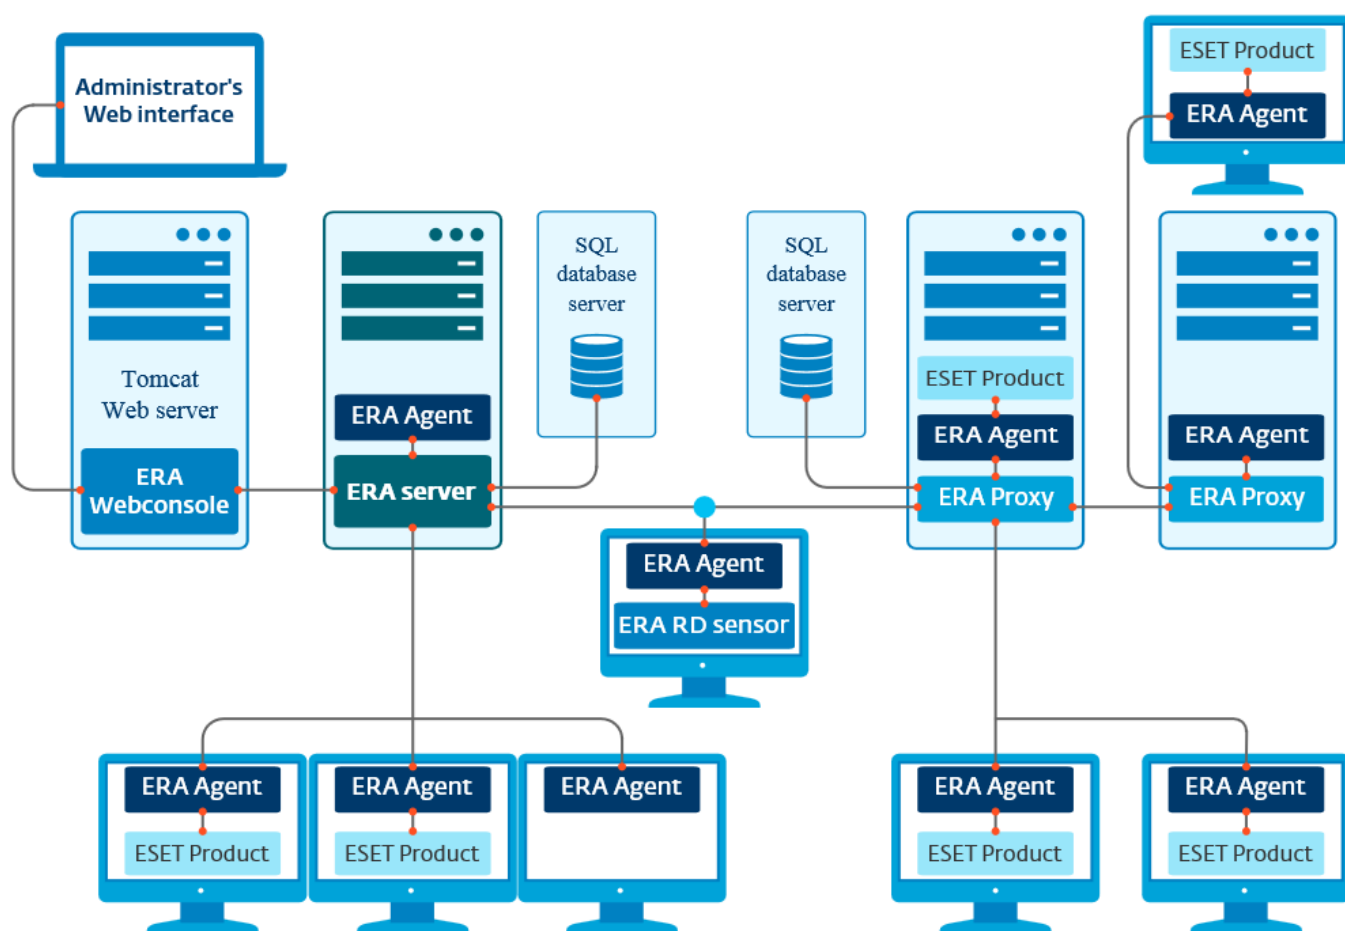 Administrator's
Web interface
ESET Product
ERA Agent
Tomcat
Web server
ERA
Webconsole
ERA Agent
ERA server
SQL
database
server
SQL
database
server
ESET Product
ERA Agent
ERA Proxy
ERA Agent
ERA Proxy
ERA Agent
ERA RD sensor
ERA Agent
ESET Product
ERA Agent
ESET Product
ERA Agent
ERA Agent
ESET Product
ERA Agent
ESET Product